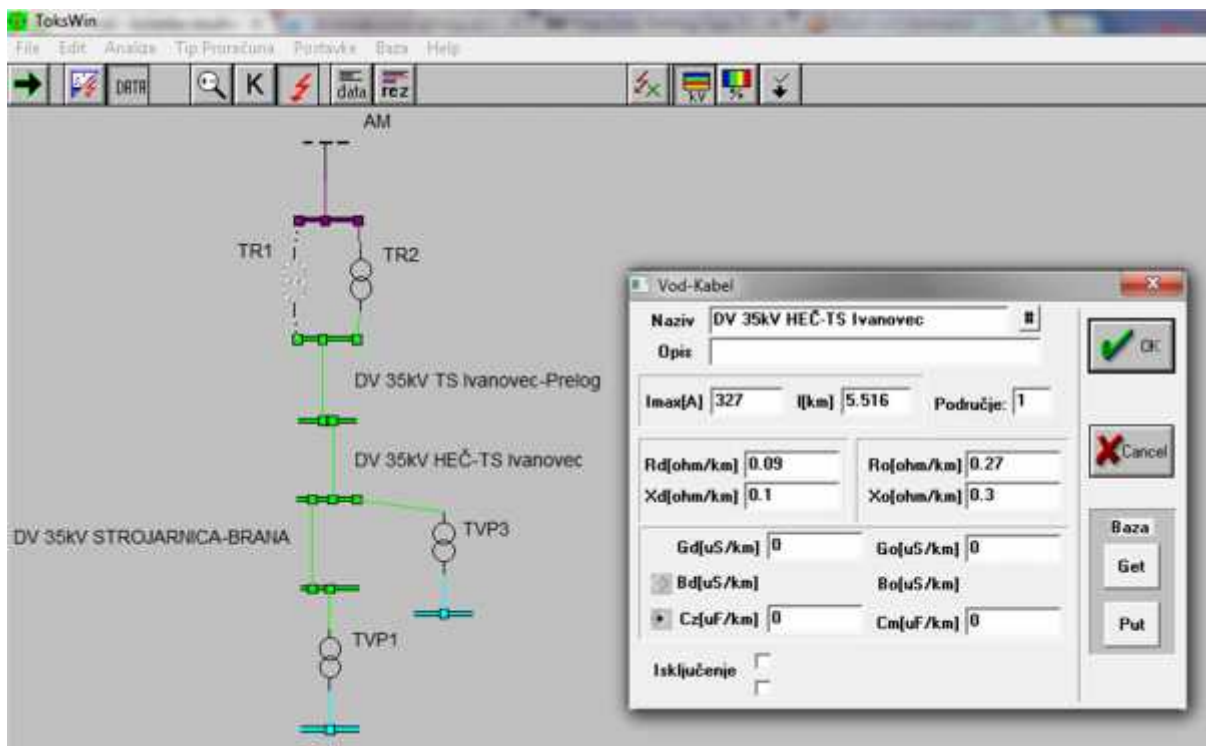 ToksWin
File Edit Analiza Tip Proračuna Postavke Baza Help
DATA K data rez kV
AM
TR1
TR2
DV 35kV TS Ivanovec-Prelog
DV 35kV HEČ-TS Ivanovec
DV 35kV STROJARNICA-BRANA
TVP3
TVP1
Vod-Kabel
Naziv DV 35kV HEČ-TS Ivanovec #
Opis
Imax[A] 327 l[km] 5.516 Područje: 1
Rd[ohm/km] 0.09 Ro[ohm/km] 0.27
Xd[ohm/km] 0.1 Xo[ohm/km] 0.3
Gd[uS/km] 0 Go[uS/km] 0
Bd[uS/km] Bo[uS/km]
Cz[uF/km] 0 Cm[uF/km] 0
Isključenje
OK
Cancel
Baza
Get
Put